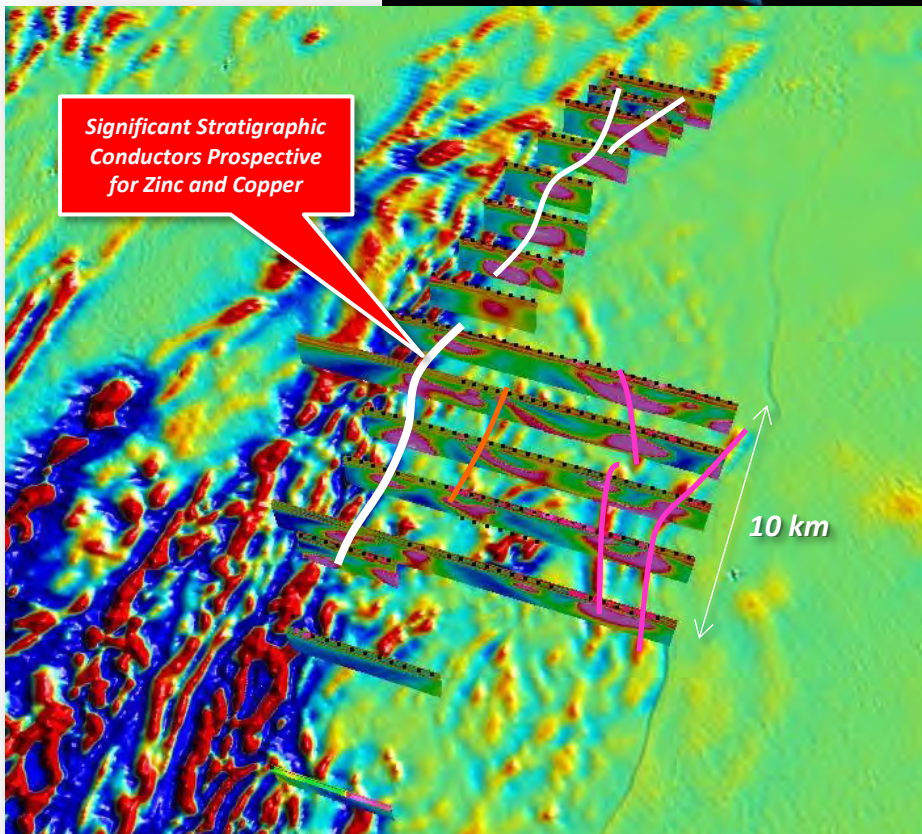 Significant Stratigraphic
Conductors Prospective
for Zinc and Copper
10 km